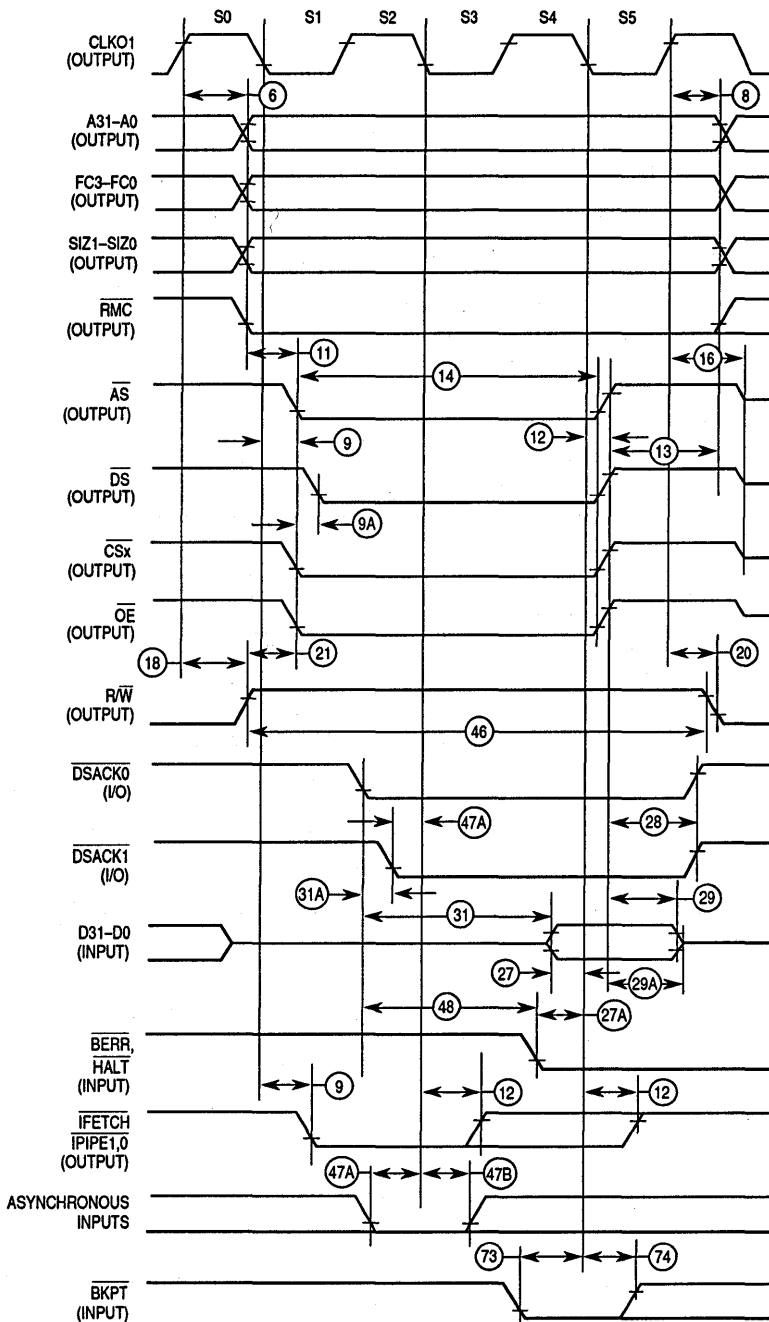 S0 S1 S2 S3 S4 S5
CLKO1
(OUTPUT)
6 8
A31–A0
(OUTPUT)
FC3–FC0
(OUTPUT)
SIZ1–SIZ0
(OUTPUT)
RMC
(OUTPUT)
11 16
14
AS
(OUTPUT)
9 12
13
DS
(OUTPUT)
9A
CSx
(OUTPUT)
OE
(OUTPUT)
18 21 20
R/W
(OUTPUT)
46
DSACK0
(I/O)
47A 28
DSACK1
(I/O)
31A 29
31
D31–D0
(INPUT)
27 29A
48 27A
BERR,
HALT
(INPUT)
9 12 12
IFETCH
IPIPE1,0
(OUTPUT)
47A 47B
ASYNCHRONOUS
INPUTS
73 74
BKPT
(INPUT)